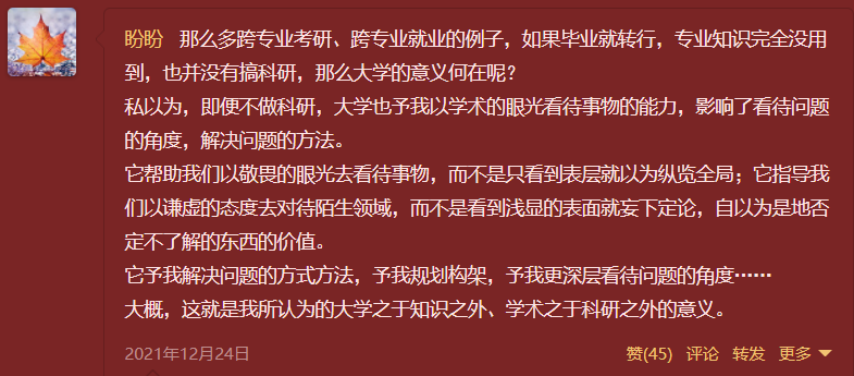 盼盼 那么多跨专业考研、跨专业就业的例子，如果毕业就转行，专业知识完全没用
到，也并没有搞科研，那么大学的意义何在呢？
私以为，即便不做科研，大学也予我以学术的眼光看待事物的能力，影响了看待问题
的角度，解决问题的方法。
它帮助我们以敬畏的眼光去看待事物，而不是只看到表层就以为纵览全局；它指导我
们以谦虚的态度去对待陌生领域，而不是看到浅显的表面就妄下定论，自以为是地否
定不了解的东西的价值。
它予我解决问题的方式方法，予我规划构架，予我更深层看待问题的角度……
大概，这就是我所认为的大学之于知识之外、学术之于科研之外的意义。
2021年12月24日 赞(45) 评论 转发 更多